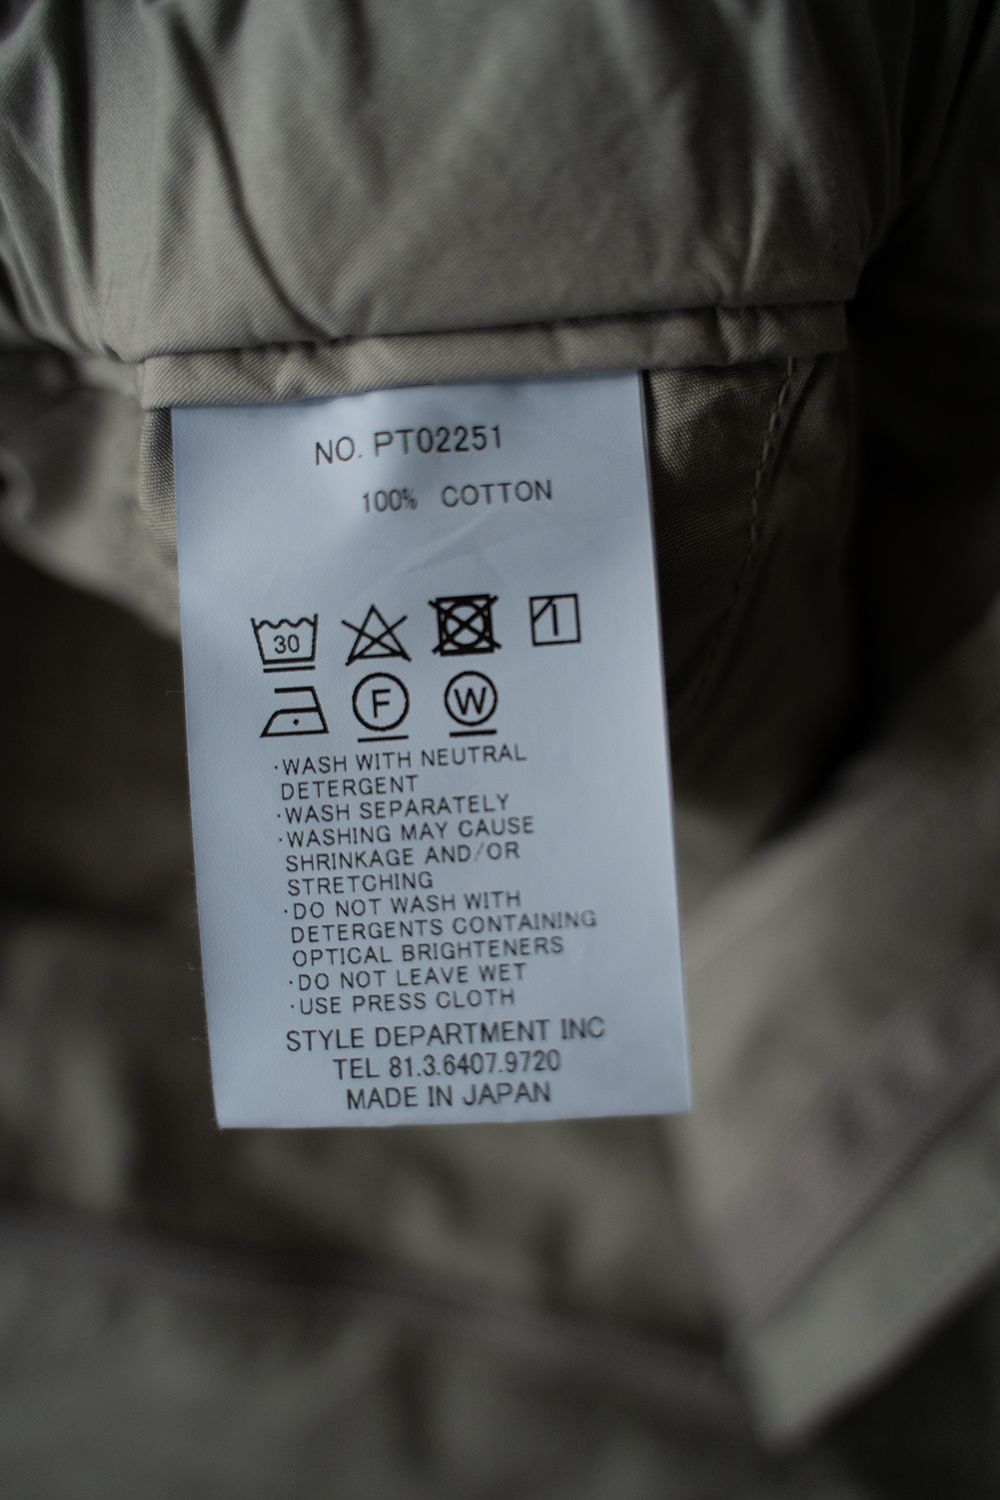 NO. PT02251
100% COTTON
30
F W
·WASH WITH NEUTRAL
DETERGENT
·WASH SEPARATELY
·WASHING MAY CAUSE
SHRINKAGE AND/OR
STRETCHING
·DO NOT WASH WITH
DETERGENTS CONTAINING
OPTICAL BRIGHTENERS
·DO NOT LEAVE WET
·USE PRESS CLOTH
STYLE DEPARTMENT INC
TEL 81.3.6407.9720
MADE IN JAPAN